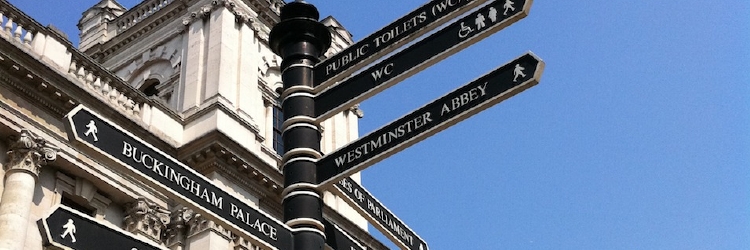 PUBLIC TOILETS (WC)
WC
WESTMINSTER ABBEY
BUCKINGHAM PALACE
OF PARLIAMENT